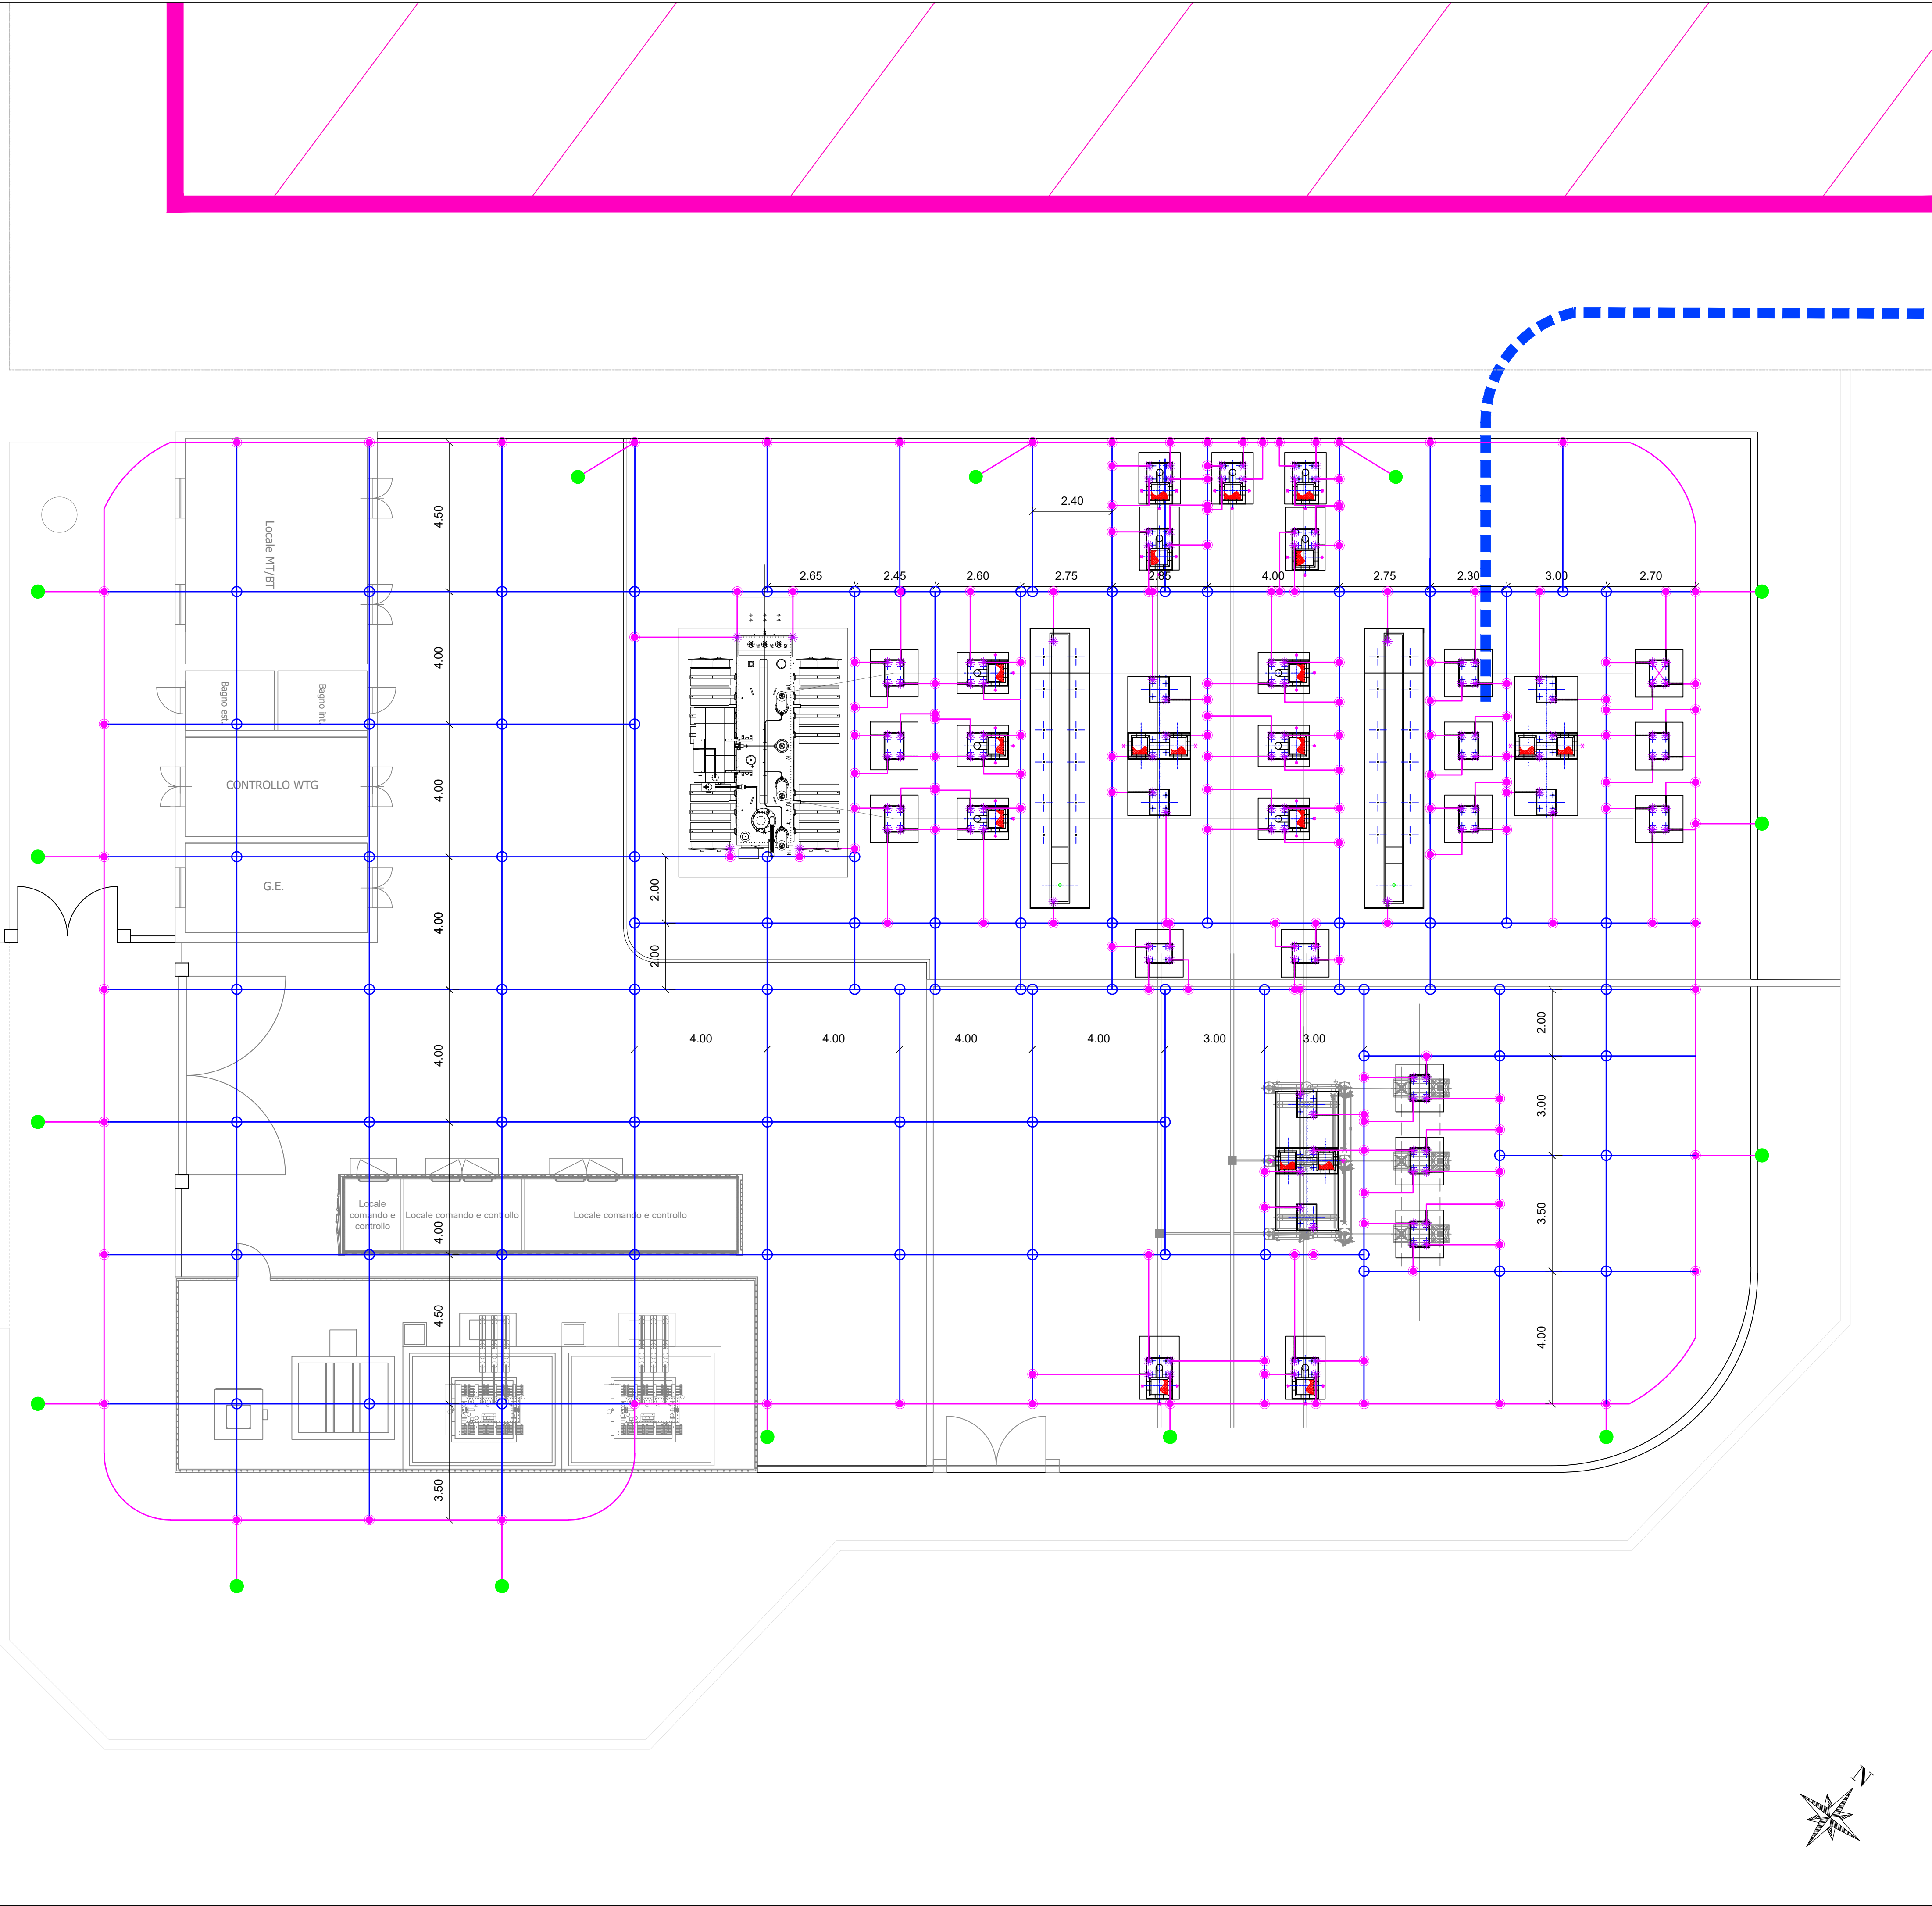 4.50
2.40
Locale MT/BT
2.65
2.45
2.60
2.75
2.85
4.00
2.75
2.30
3.00
2.70
4.00
Bagno est.
Bagno int.
CONTROLLO WTG
4.00
G.E.
2.00
4.00
2.00
4.00
4.00
4.00
4.00
4.00
3.00
3.00
2.00
3.00
Locale
comando e
controllo
Locale comando e controllo
Locale comando e controllo
4.00
3.50
4.50
4.00
3.50
N